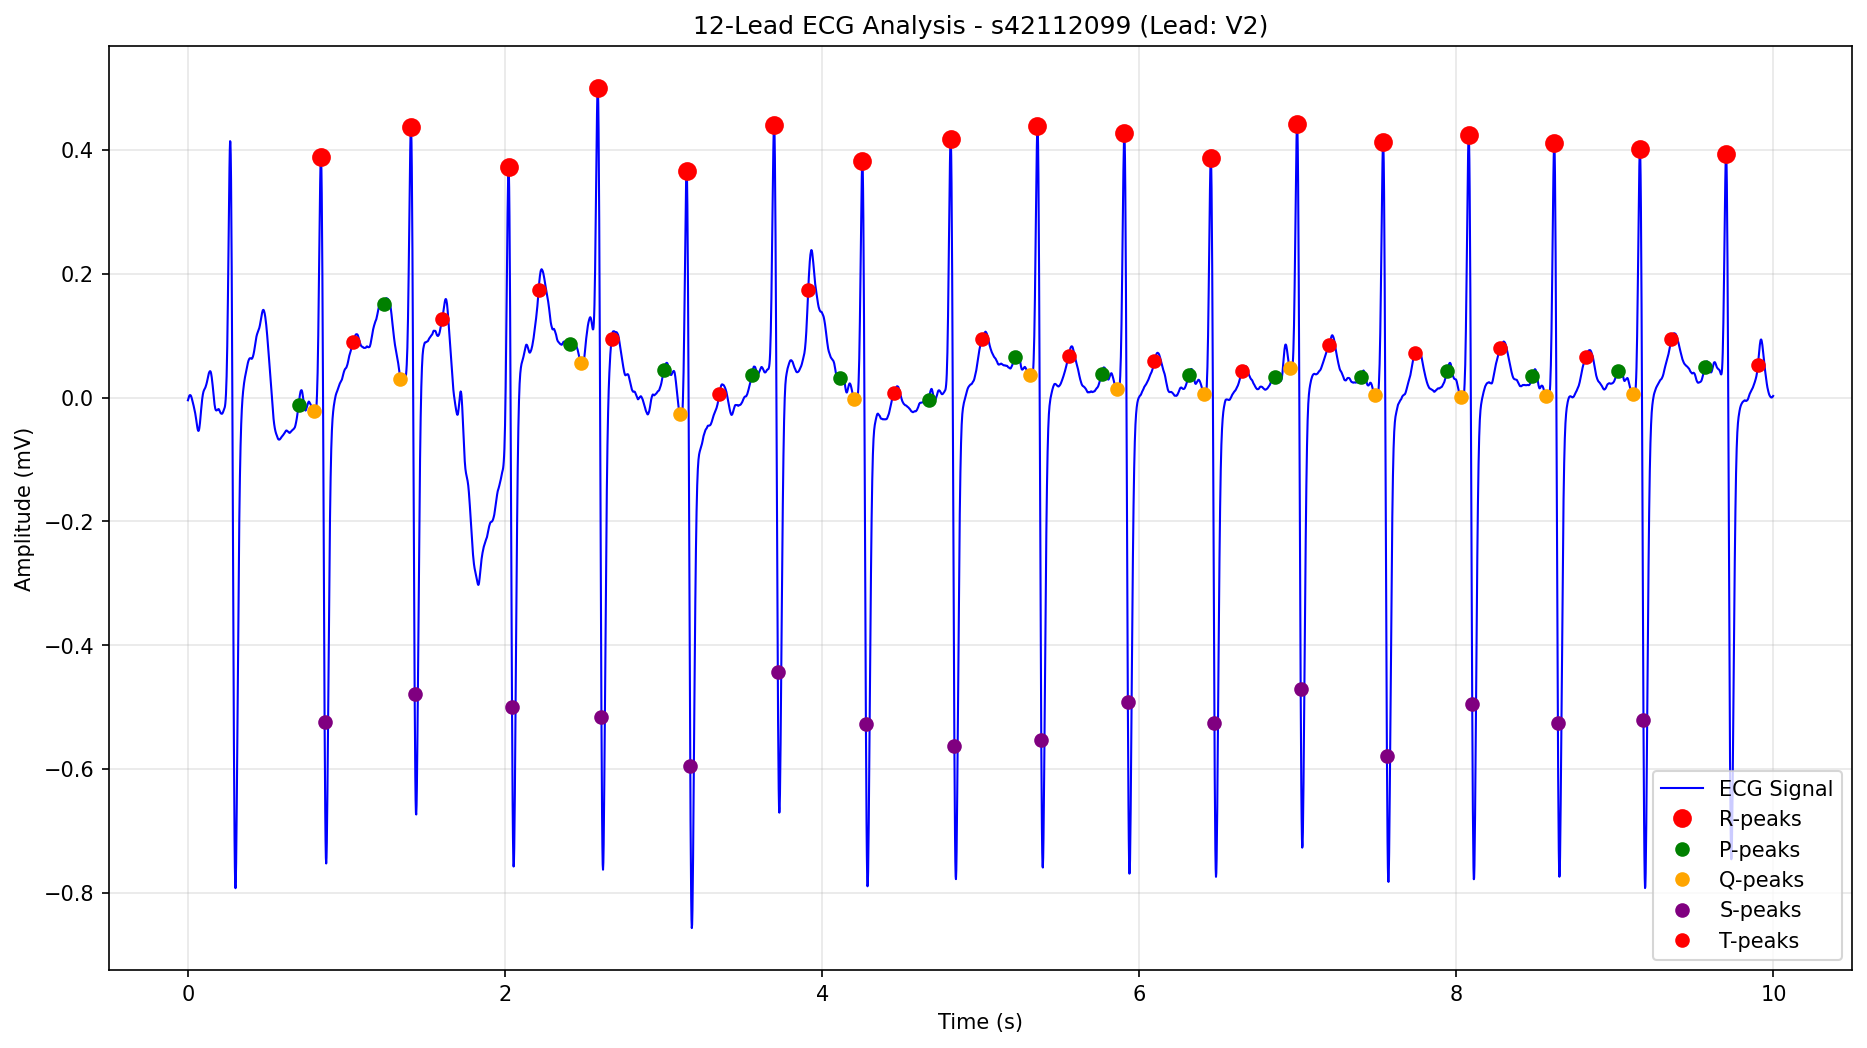 12-Lead ECG Analysis - s42112099 (Lead: V2)
Amplitude (mV)
0.4
0.2
0.0
−0.2
−0.4
−0.6
−0.8
0 2 4 6 8 10
Time (s)
ECG Signal
R-peaks
P-peaks
Q-peaks
S-peaks
T-peaks